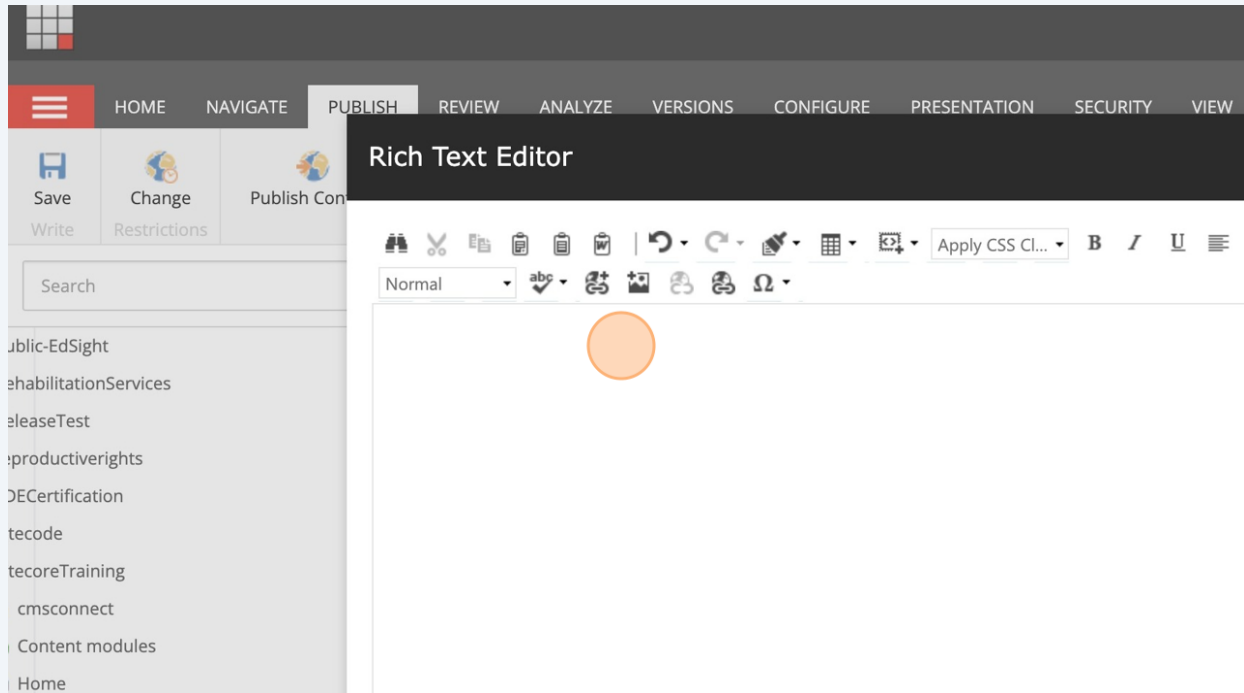 HOME NAVIGATE PUBLISH REVIEW ANALYZE VERSIONS CONFIGURE PRESENTATION SECURITY VIEW
Rich Text Editor
Save Change Publish Con
Write Restrictions
Apply CSS Cl... B I U
Normal abc Ω
Search
ublic-EdSight
ehabilitationServices
eleaseTest
eproductiverights
DECertification
tecode
tecoreTraining
cmsconnect
Content modules
Home